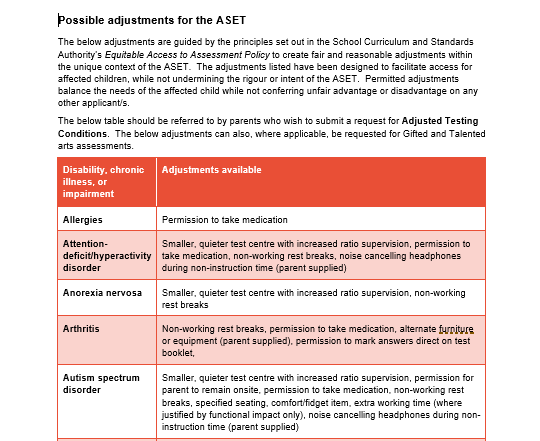 Possible adjustments for the ASET
The below adjustments are guided by the principles set out in the School Curriculum and Standards
Authority's Equitable Access to Assessment Policy to create fair and reasonable adjustments within
the unique context of the ASET. The adjustments listed have been designed to facilitate access for
affected children, while not undermining the rigour or intent of the ASET. Permitted adjustments
balance the needs of the affected child while not conferring unfair advantage or disadvantage on any
other applicant/s.
The below table should be referred to by parents who wish to submit a request for Adjusted Testing
Conditions. The below adjustments can also, where applicable, be requested for Gifted and Talented
arts assessments.
Disability, chronic
illness, or
impairment
Adjustments available
Allergies
Permission to take medication
Attention-
deficit/hyperactivity
disorder
Smaller, quieter test centre with increased ratio supervision, permission to
take medication, non-working rest breaks, noise cancelling headphones
during non-instruction time (parent supplied)
Anorexia nervosa
Smaller, quieter test centre with increased ratio supervision, non-working
rest breaks
Arthritis
Non-working rest breaks, permission to take medication, alternate furniture
or equipment (parent supplied), permission to mark answers direct on test
booklet,
Autism spectrum
disorder
Smaller, quieter test centre with increased ratio supervision, permission for
parent to remain onsite, permission to take medication, non-working rest
breaks, specified seating, comfort/fidget item, extra working time (where
justified by functional impact only), noise cancelling headphones during non-
instruction time (parent supplied)